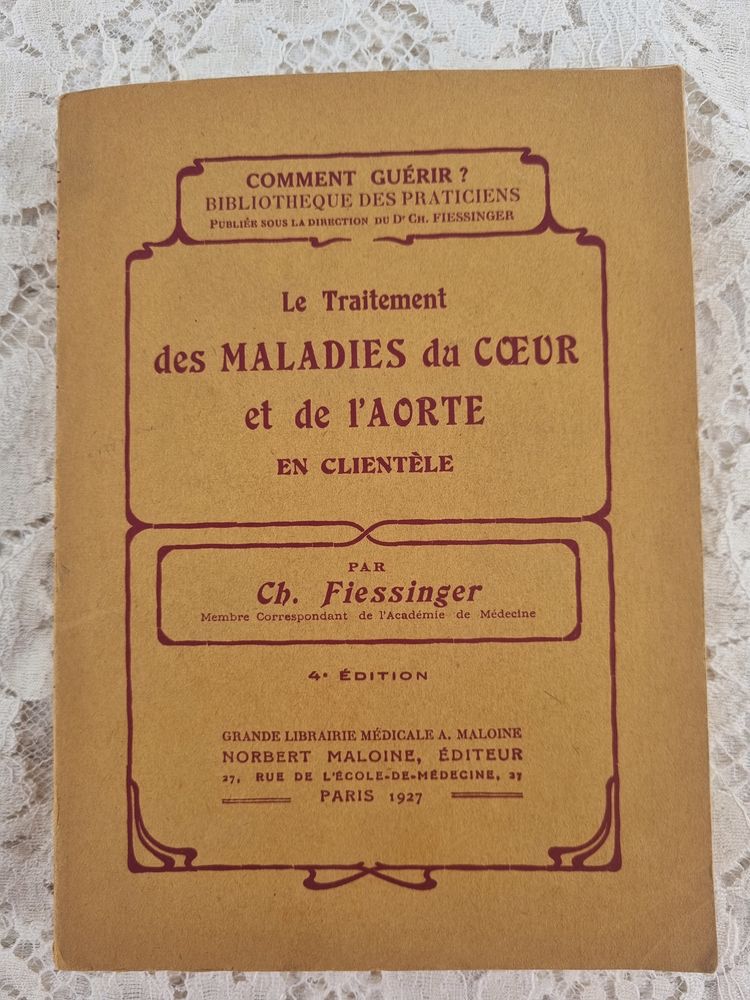 COMMENT GUÉRIR ?
BIBLIOTHEQUE DES PRATICIENS
PUBLIÈR SOUS LA DIRECTION DU Dr CH. FIESSINGER
Le Traitement
des MALADIES du CŒUR
et de l'AORTE
EN CLIENTÈLE
PAR
Ch. Fiessinger
Membre Correspondant de l'Académie de Médecine
4e ÉDITION
GRANDE LIBRAIRIE MÉDICALE A. MALOINE
NORBERT MALOINE, ÉDITEUR
27, RUE DE L'ÉCOLE-DE-MÉDECINE, 27
PARIS 1927